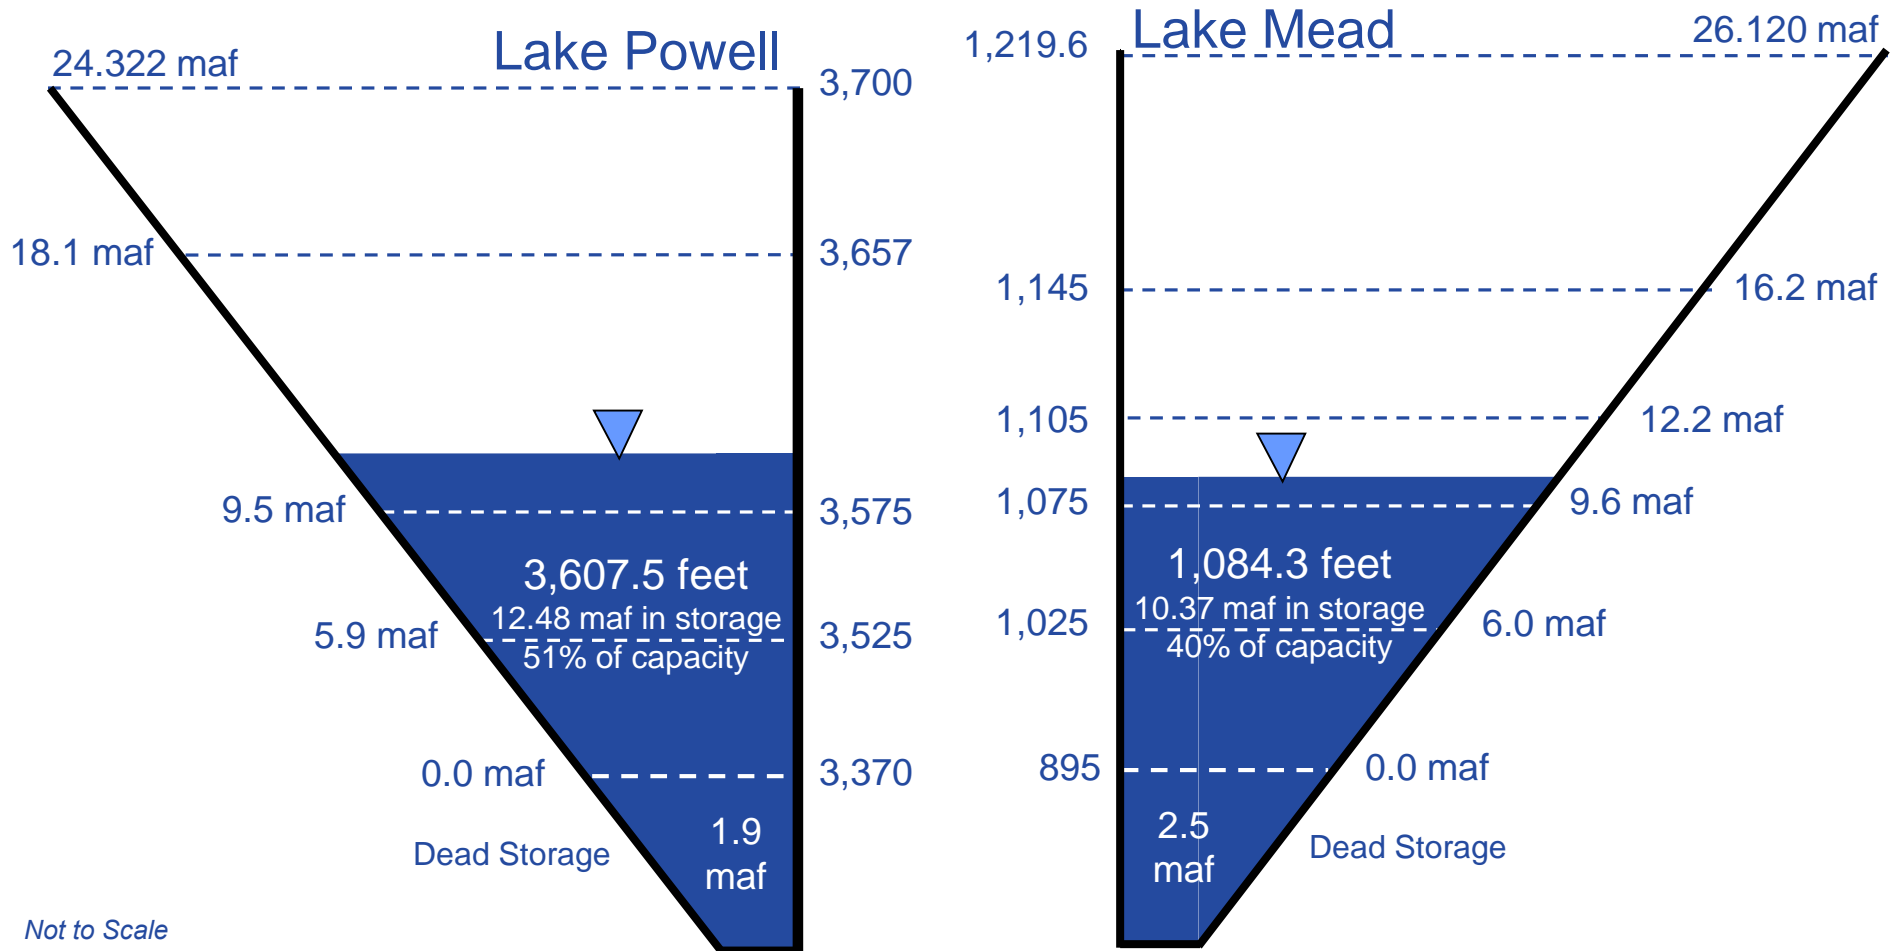 Lake Powell
24.322 maf
3,700
18.1 maf
3,657
9.5 maf
3,575
3,607.5 feet
12.48 maf in storage
5.9 maf
3,525
51% of capacity
0.0 maf
3,370
1.9
maf
Dead Storage
Not to Scale
Lake Mead
1,219.6
26.120 maf
1,145
16.2 maf
1,105
12.2 maf
1,075
9.6 maf
1,084.3 feet
10.37 maf in storage
1,025
6.0 maf
40% of capacity
895
0.0 maf
2.5
maf
Dead Storage